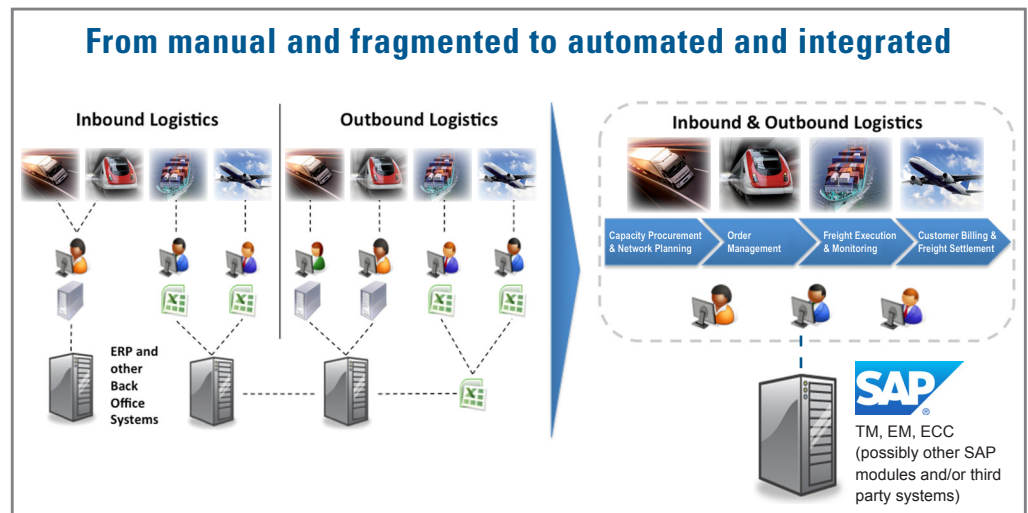 From manual and fragmented to automated and integrated
Inbound Logistics
Outbound Logistics
ERP and
other
Back
Office
Systems
Inbound & Outbound Logistics
Capacity Procurement
& Network Planning
Order
Management
Freight Execution
& Monitoring
Customer Billing &
Freight Settlement
SAP®
TM, EM, ECC
(possibly other SAP
modules and/or third
party systems)